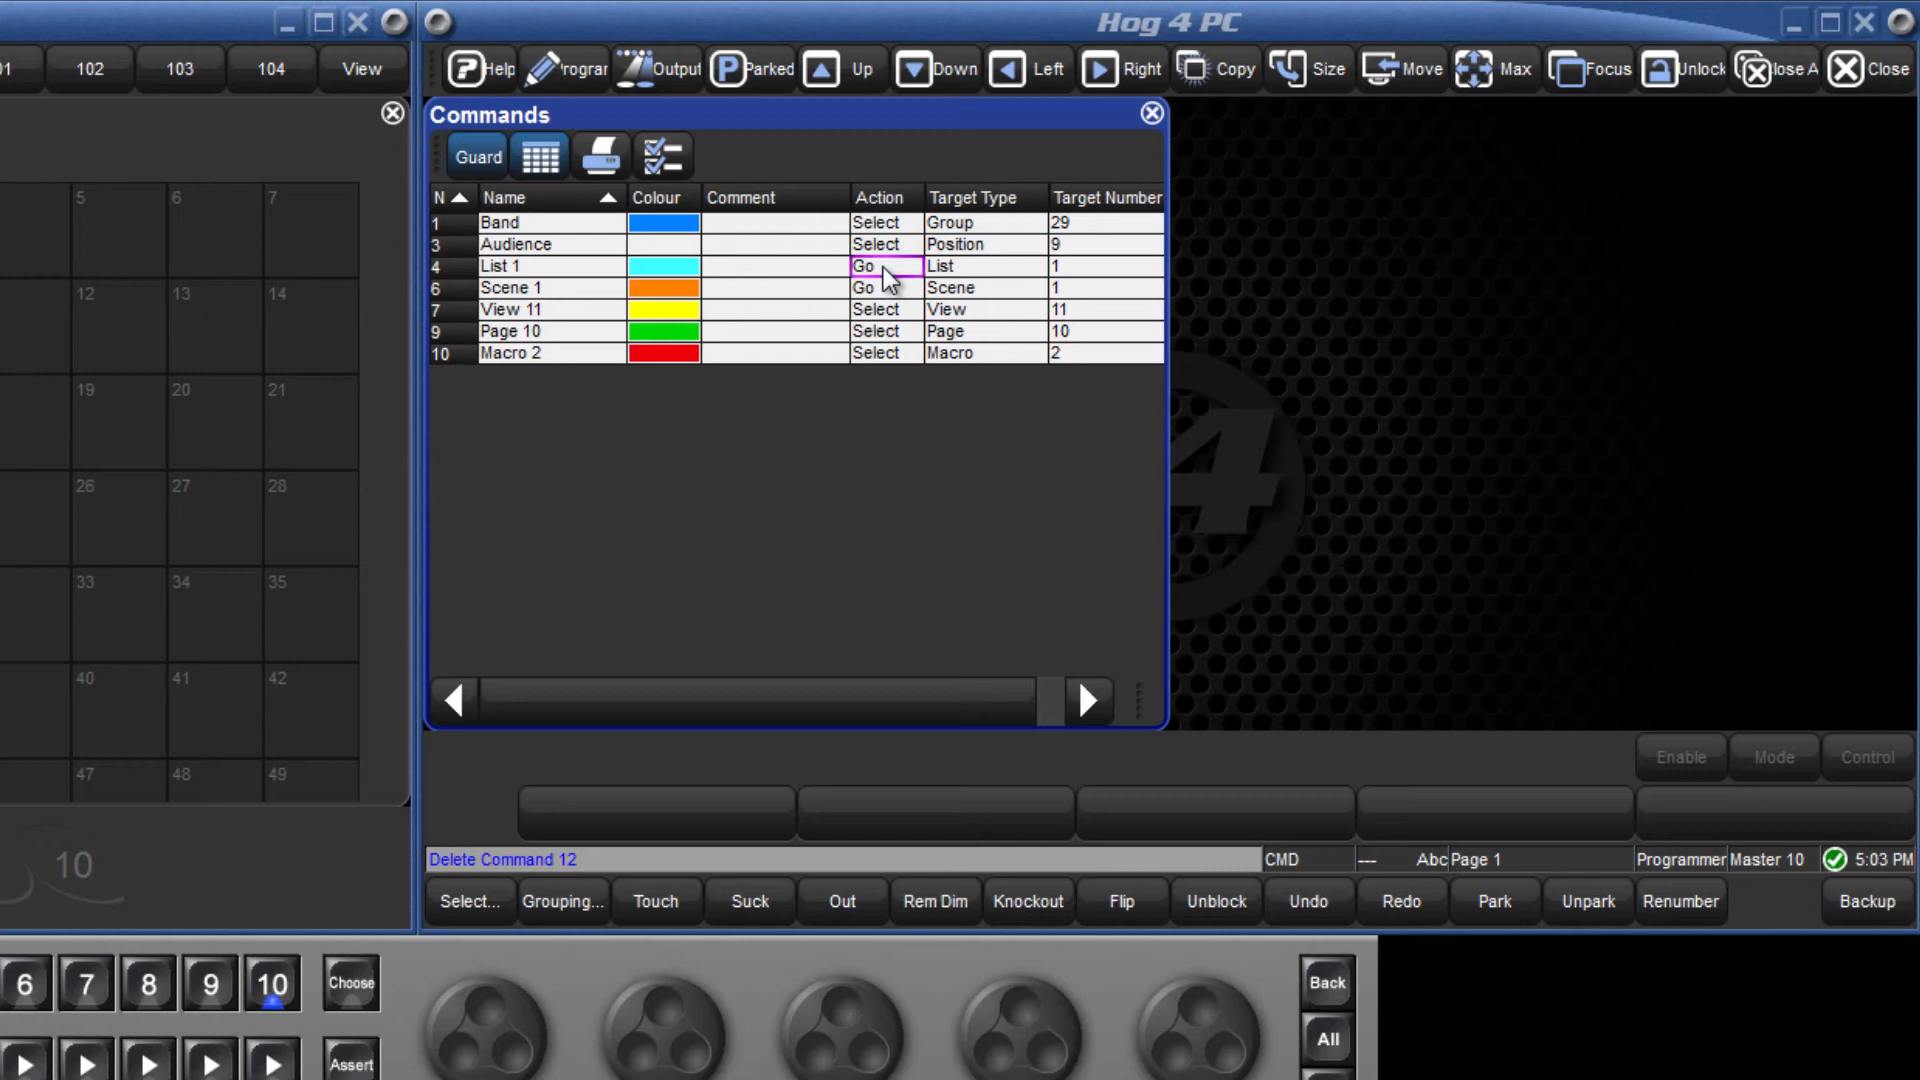 Hog 4 PC
01 102 103 104 View
Help Progran Output Parked Up Down Left Right Copy Size Move Max Focus Unlock lose A Close
Commands
Guard
N Name Colour Comment Action Target Type Target Number
1 Band Select Group 29
3 Audience Select Position 9
4 List 1 Go List 1
6 Scene 1 Go Scene 1
7 View 11 Select View 11
9 Page 10 Select Page 10
10 Macro 2 Select Macro 2
5 6 7
12 13 14
19 20 21
26 27 28
33 34 35
40 41 42
47 48 49
4
Enable Mode Control
10
Delete Command 12 CMD --- Abc Page 1 Programmer Master 10 5:03 PM
Select... Grouping... Touch Suck Out Rem Dim Knockout Flip Unblock Undo Redo Park Unpark Renumber Backup
6 7 8 9 10 Choose Back
All
Assert